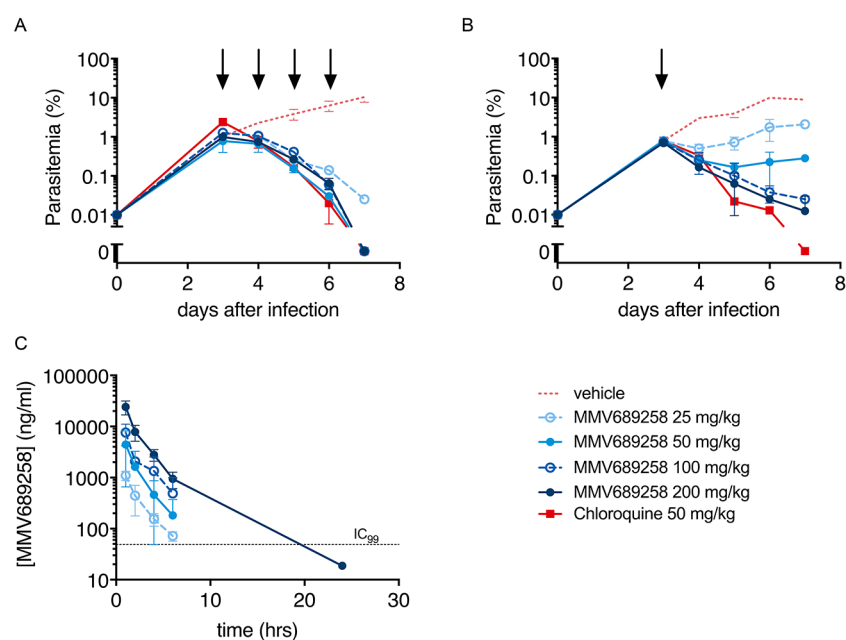 A
Parasitemia (%)
100
10
1
0.1
0.01
0
0 2 4 6 8
days after infection
B
Parasitemia (%)
100
10
1
0.1
0.01
0
0 2 4 6 8
days after infection
C
[MMV689258] (ng/ml)
100000
10000
1000
100
10
IC99
0 10 20 30
time (hrs)
vehicle
MMV689258 25 mg/kg
MMV689258 50 mg/kg
MMV689258 100 mg/kg
MMV689258 200 mg/kg
Chloroquine 50 mg/kg